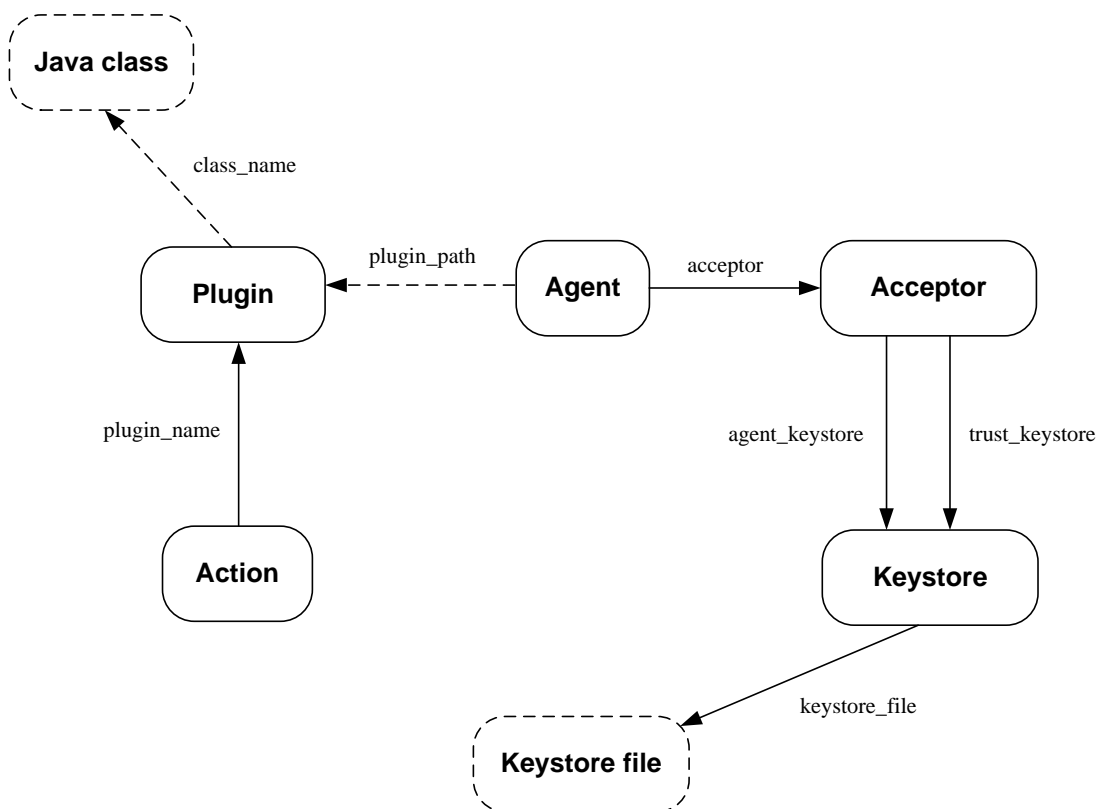 Java class
class_name
plugin_path
acceptor
Plugin
Agent
Acceptor
plugin_name
agent_keystore
trust_keystore
Action
Keystore
keystore_file
Keystore file